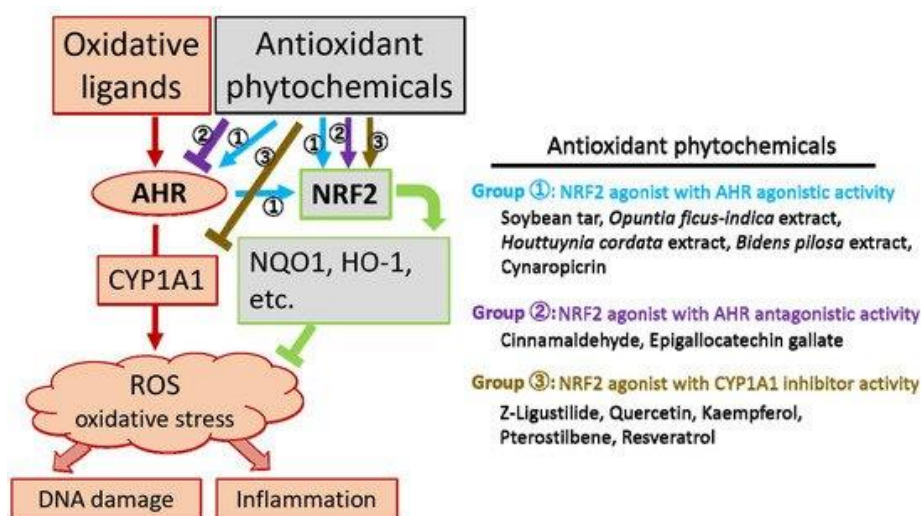 Oxidative
ligands
Antioxidant
phytochemicals
②
①
③
①
②
③
AHR
①
NRF2
CYP1A1
NQO1, HO-1,
etc.
ROS
oxidative stress
DNA damage
Inflammation
Antioxidant phytochemicals
Group ①: NRF2 agonist with AHR agonistic activity
Soybean tar, Opuntia ficus-indica extract,
Houttuynia cordata extract, Bidens pilosa extract,
Cynaropicrin
Group ②: NRF2 agonist with AHR antagonistic activity
Cinnamaldehyde, Epigallocatechin gallate
Group ③: NRF2 agonist with CYP1A1 inhibitor activity
Z-Ligustilide, Quercetin, Kaempferol,
Pterostilbene, Resveratrol